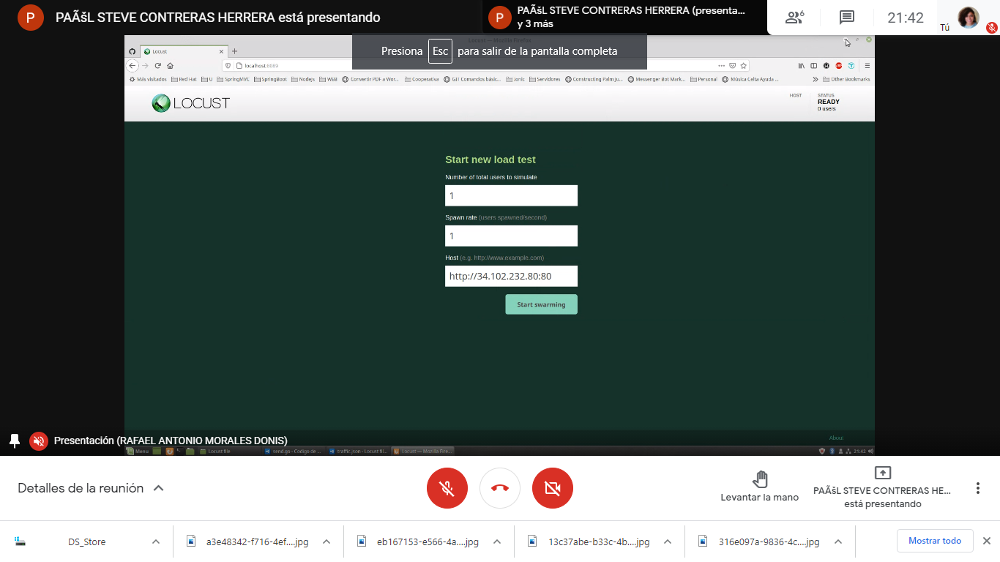 P PAÃšL STEVE CONTRERAS HERRERA está presentando
P PAÃšL STEVE CONTRERAS HERRERA (presenta...
y 3 más
6
21:42
Tú
Locust — Mozilla Firefox
Presiona Esc para salir de la pantalla completa
Locust
localhost:8089
Más visitados Red Hat U SpringMVC SpringBoot Nodejs WEB Convertir PDF a Wor... Cooperativa GIT Comandos básic... Ionic Servidores Constructing Palm Ju... Messenger Bot Mark... Personal Música Celta Ayuda ... Other Bookmarks
LOCUST
HOST
STATUS
READY
0 users
Start new load test
Number of total users to simulate
1
Spawn rate (users spawned/second)
1
Host (e.g. http://www.example.com)
http://34.102.232.80:80
Start swarming
About
Presentación (RAFAEL ANTONIO MORALES DONIS)
Menu Locust file send.go - Codigo de ... traffic.json - Locust fil... Locust — Mozilla Fire... 21:42
Detalles de la reunión
Levantar la mano
PAÃšL STEVE CONTRERAS HE...
está presentando
DS_Store
a3e48342-f716-4ef....jpg
eb167153-e566-4a....jpg
13c37abe-b33c-4b....jpg
316e097a-9836-4c....jpg
Mostrar todo